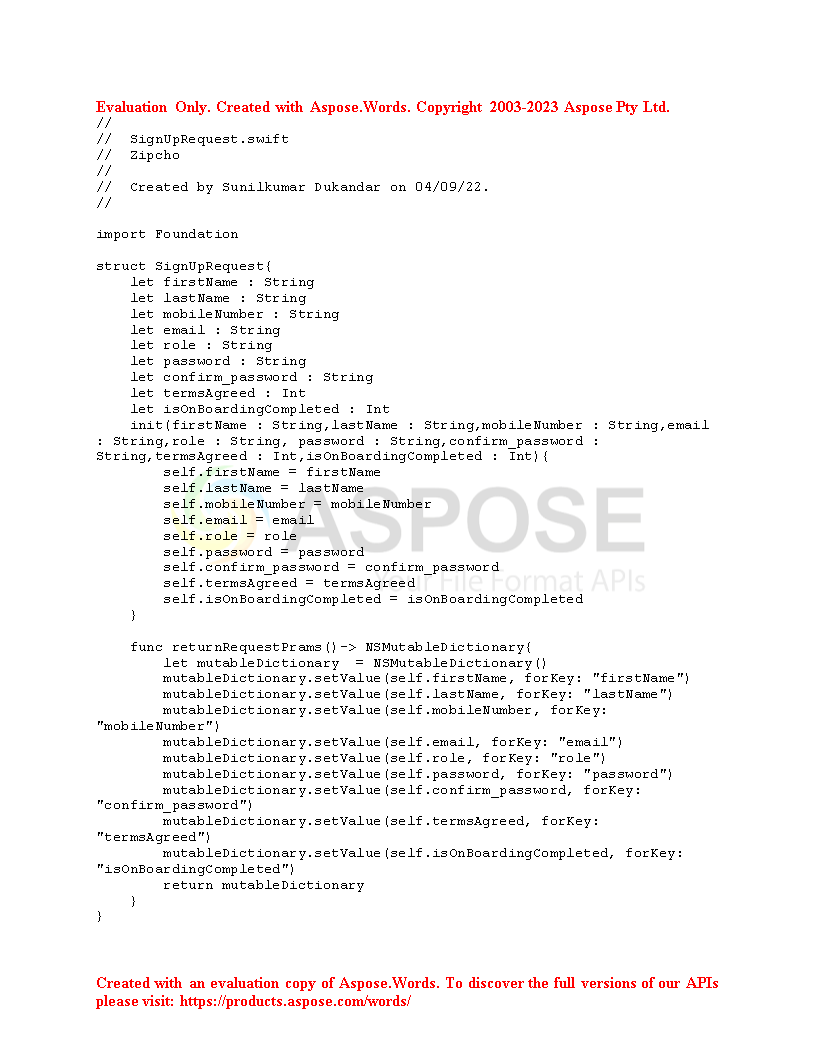 Evaluation Only. Created with Aspose.Words. Copyright 2003-2023 Aspose Pty Ltd.
//
//  SignUpRequest.swift
//  Zipcho
//
//  Created by Sunilkumar Dukandar on 04/09/22.
//
import Foundation
struct SignUpRequest{
    let firstName : String
    let lastName : String
    let mobileNumber : String
    let email : String
    let role : String
    let password : String
    let confirm_password : String
    let termsAgreed : Int
    let isOnBoardingCompleted : Int
    init(firstName : String,lastName : String,mobileNumber : String,email
: String,role : String, password : String,confirm_password :
String,termsAgreed : Int,isOnBoardingCompleted : Int){
        self.firstName = firstName
        self.lastName = lastName
        self.mobileNumber = mobileNumber
        self.email = email
        self.role = role
        self.password = password
        self.confirm_password = confirm_password
        self.termsAgreed = termsAgreed
        self.isOnBoardingCompleted = isOnBoardingCompleted
    }
ASPOSE
Your File Format APIs
    func returnRequestPrams()-> NSMutableDictionary{
        let mutableDictionary  = NSMutableDictionary()
        mutableDictionary.setValue(self.firstName, forKey: "firstName")
        mutableDictionary.setValue(self.lastName, forKey: "lastName")
        mutableDictionary.setValue(self.mobileNumber, forKey:
"mobileNumber")
        mutableDictionary.setValue(self.email, forKey: "email")
        mutableDictionary.setValue(self.role, forKey: "role")
        mutableDictionary.setValue(self.password, forKey: "password")
        mutableDictionary.setValue(self.confirm_password, forKey:
"confirm_password")
        mutableDictionary.setValue(self.termsAgreed, forKey:
"termsAgreed")
        mutableDictionary.setValue(self.isOnBoardingCompleted, forKey:
"isOnBoardingCompleted")
        return mutableDictionary
    }
}
Created with an evaluation copy of Aspose.Words. To discover the full versions of our APIs
please visit: https://products.aspose.com/words/